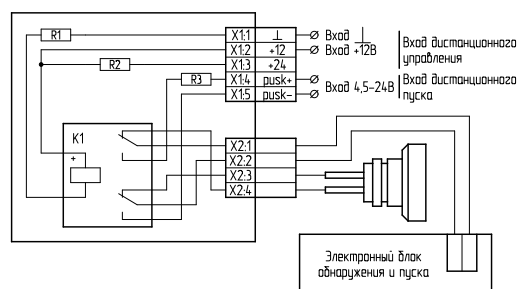 R1
R2
R3
X1:1 ⊥
X1:2 +12
X1:3 +24
X1:4 pusk+
X1:5 pusk–
Вход ⊥
Вход +12В
Вход дистанционного
управления
Вход 4,5–24В
Вход дистанционного
пуска
K1
+
X2:1
X2:2
X2:3
X2:4
Электронный блок
обнаружения и пуска